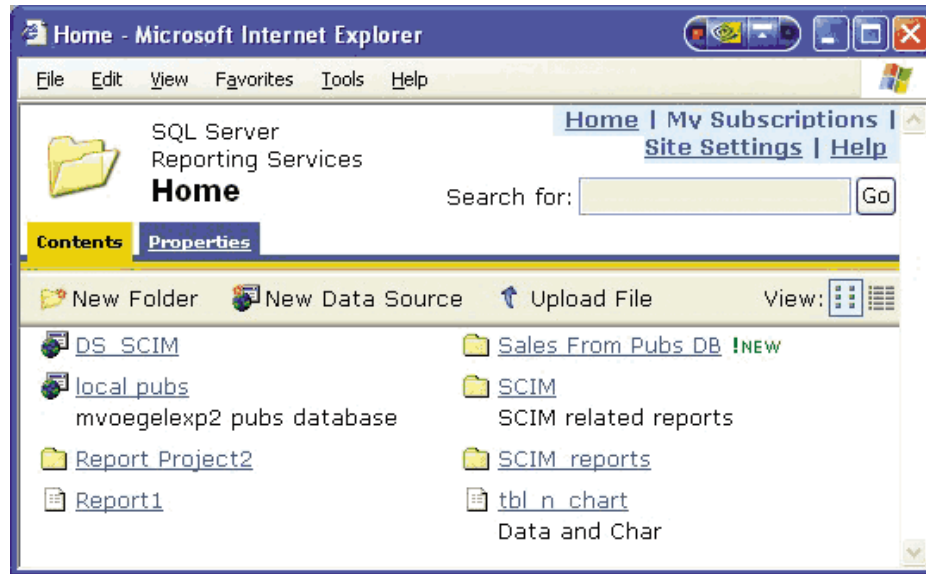 Home - Microsoft Internet Explorer
File Edit View Favorites Tools Help
SQL Server
Reporting Services
Home
Home | My Subscriptions |
Site Settings | Help
Search for: Go
Contents Properties
New Folder New Data Source Upload File View:
DS_SCIM
local pubs
mvoegelexp2 pubs database
Report Project2
Report1
Sales From Pubs DB !NEW
SCIM
SCIM related reports
SCIM_reports
tbl_n_chart
Data and Char